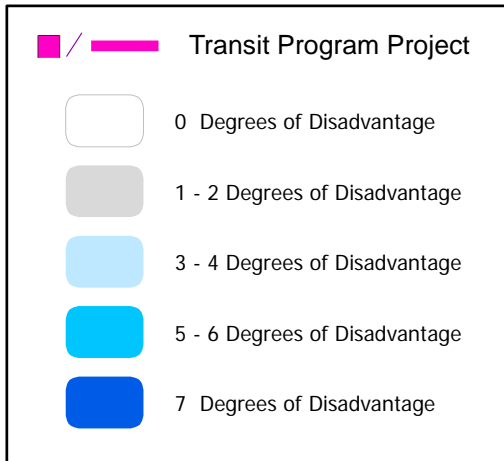 / Transit Program Project
0 Degrees of Disadvantage
1 - 2 Degrees of Disadvantage
3 - 4 Degrees of Disadvantage
5 - 6 Degrees of Disadvantage
7 Degrees of Disadvantage